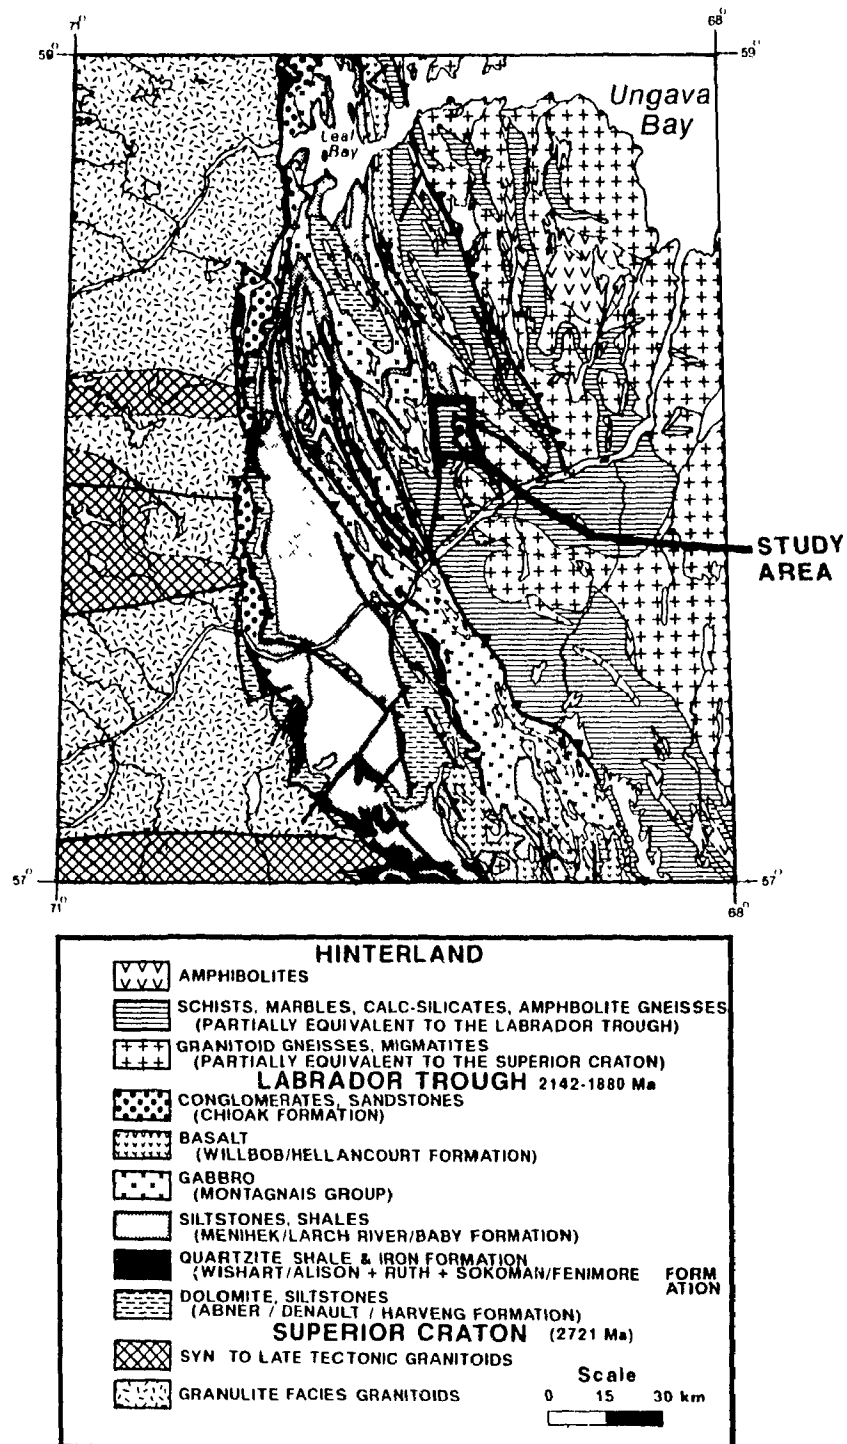 71°
68°
59°
59°
Ungava
Bay
Leaf
Bay
STUDY
AREA
57°
57°
71°
68°
HINTERLAND
AMPHIBOLITES
SCHISTS, MARBLES, CALC-SILICATES, AMPHBOLITE GNEISSES
(PARTIALLY EQUIVALENT TO THE LABRADOR TROUGH)
GRANITOID GNEISSES, MIGMATITES
(PARTIALLY EQUIVALENT TO THE SUPERIOR CRATON)
LABRADOR TROUGH 2142-1880 Ma
CONGLOMERATES, SANDSTONES
(CHIOAK FORMATION)
BASALT
(WILLBOB/HELLANCOURT FORMATION)
GABBRO
(MONTAGNAIS GROUP)
SILTSTONES, SHALES
(MENIHEK/LARCH RIVER/BABY FORMATION)
QUARTZITE SHALE & IRON FORMATION
(WISHART/ALISON + RUTH + SOKOMAN/FENIMORE FORM
ATION
DOLOMITE, SILTSTONES
(ABNER / DENAULT / HARVENG FORMATION)
SUPERIOR CRATON (2721 Ma)
SYN TO LATE TECTONIC GRANITOIDS
GRANULITE FACIES GRANITOIDS
Scale
0 15 30 km